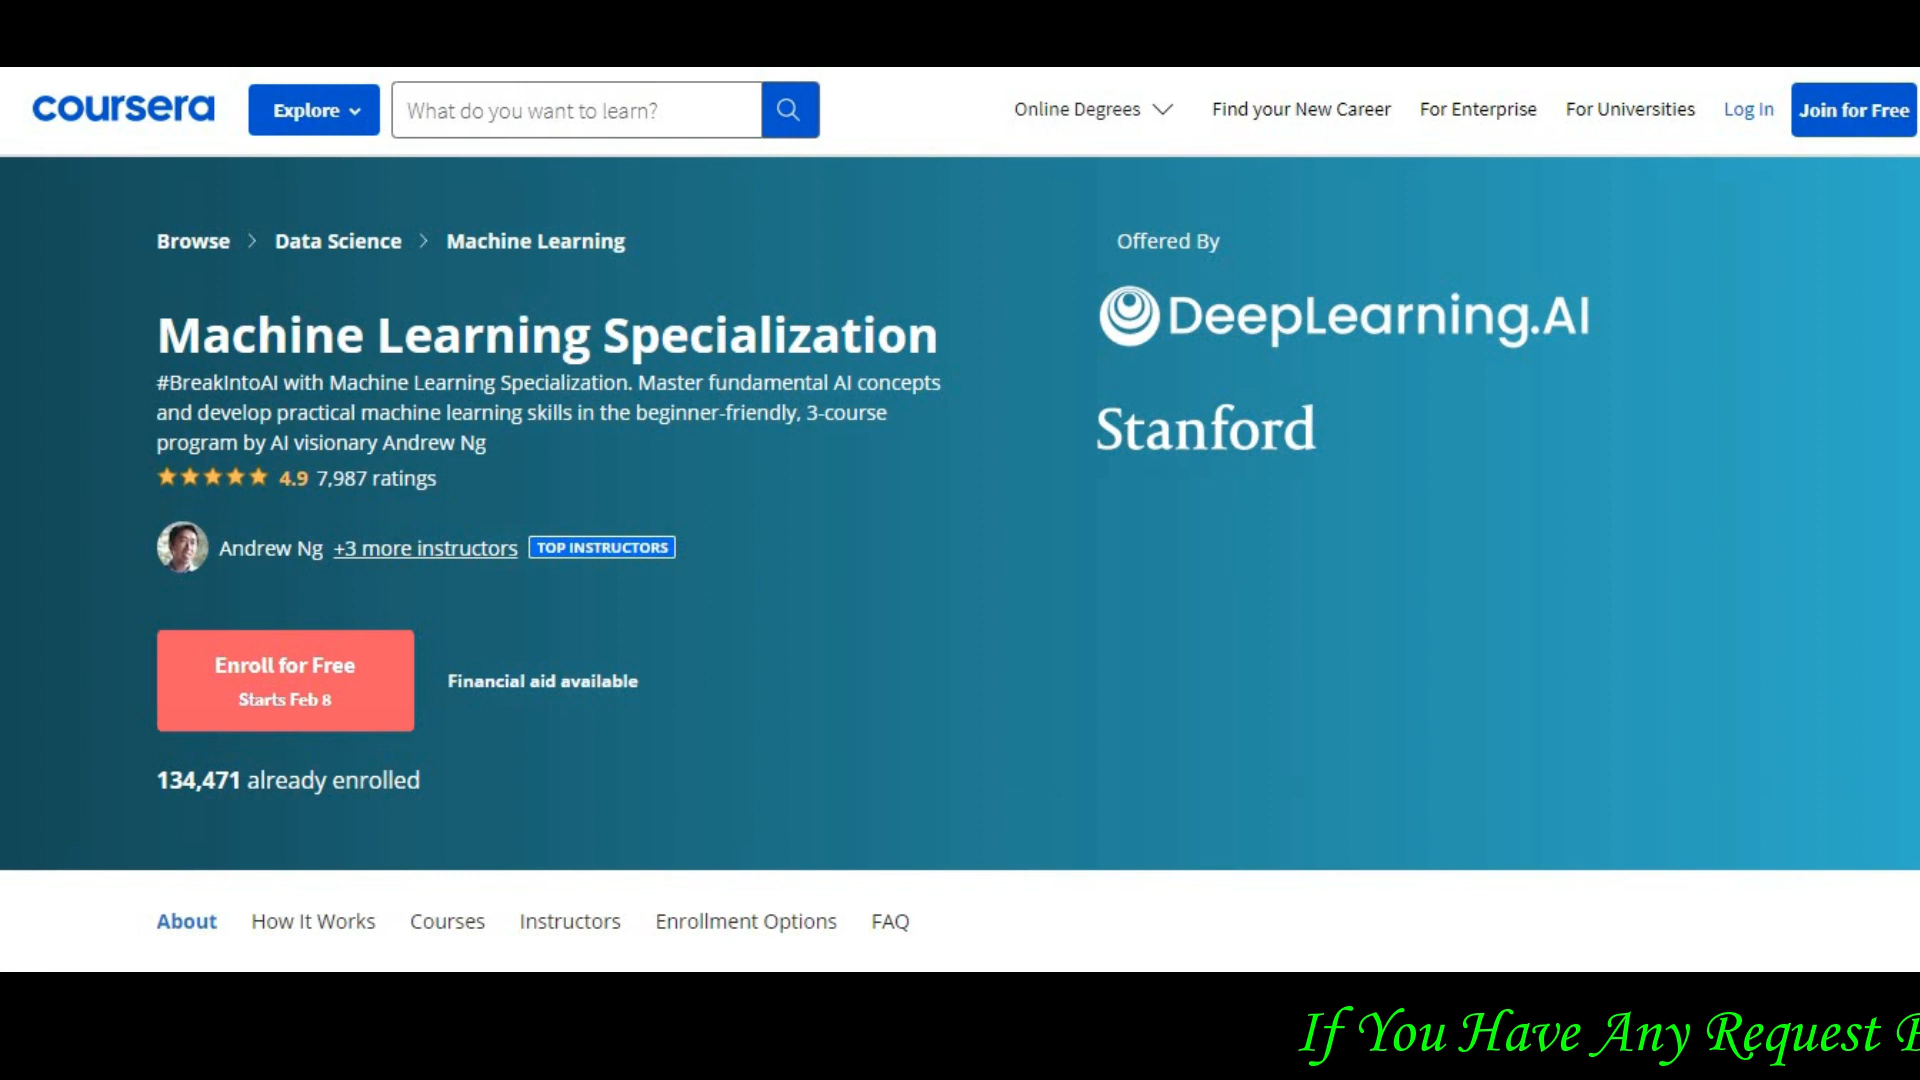 coursera Explore What do you want to learn? Online Degrees Find your New Career For Enterprise For Universities Log In Join for Free
Browse Data Science Machine Learning
Offered By
DeepLearning.AI
Machine Learning Specialization
#BreakIntoAI with Machine Learning Specialization. Master fundamental AI concepts
and develop practical machine learning skills in the beginner-friendly, 3-course
program by AI visionary Andrew Ng
Stanford
4.9 7,987 ratings
Andrew Ng +3 more instructors TOP INSTRUCTORS
Enroll for Free
Starts Feb 8
Financial aid available
134,471 already enrolled
About How It Works Courses Instructors Enrollment Options FAQ
If You Have Any Request